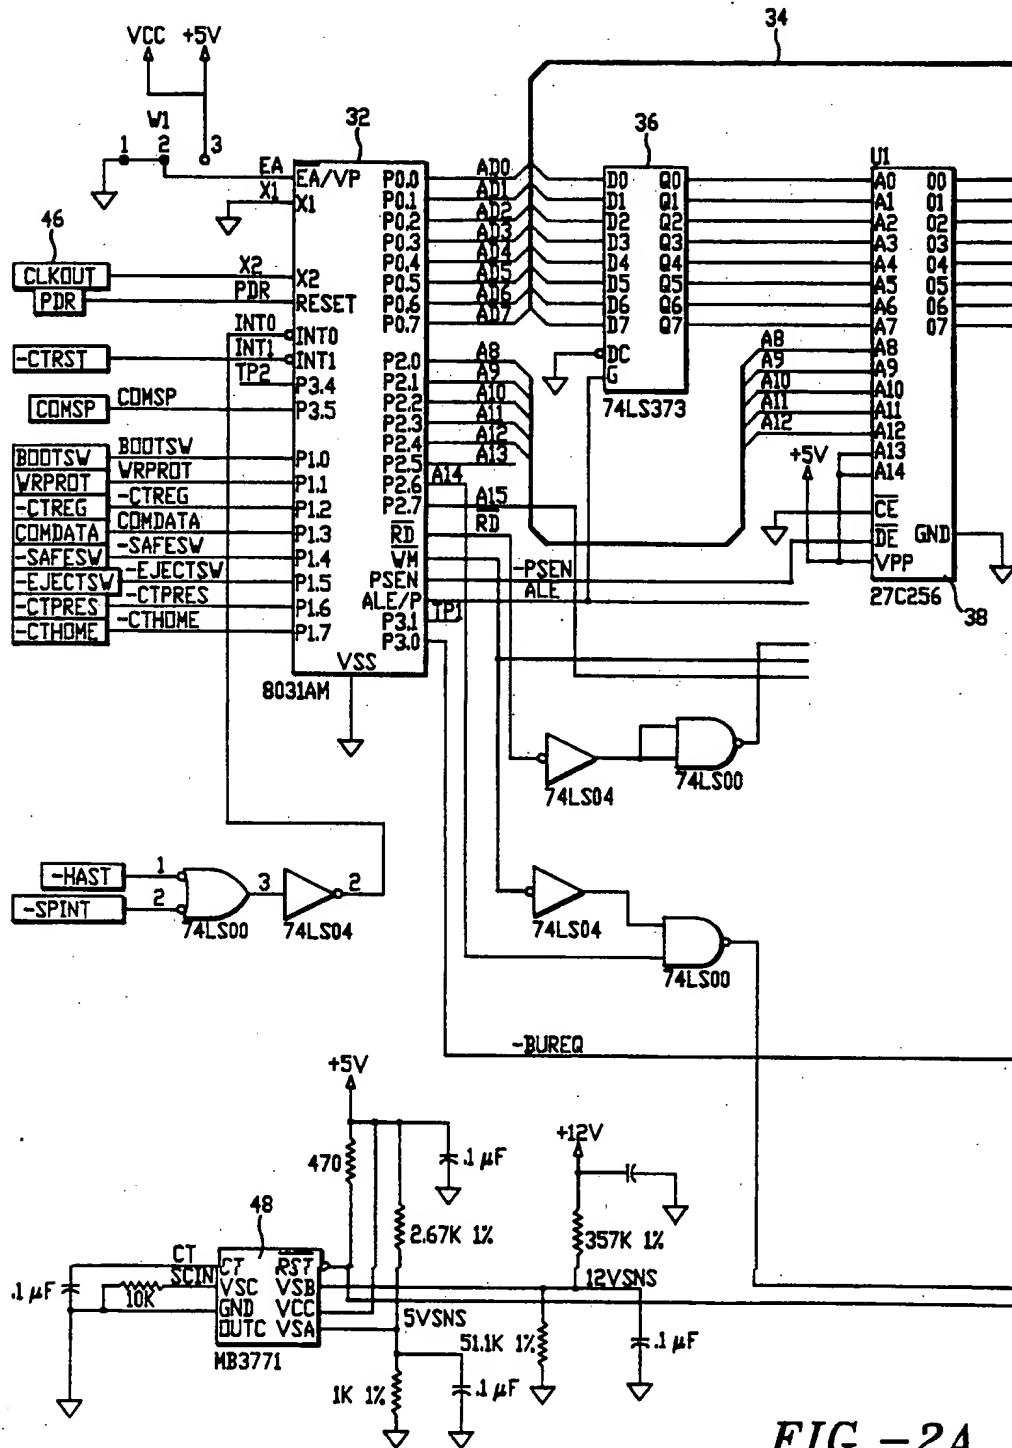 34
VCC +5V
W1
1 2 3
32
36
U1
EA
EA/VP
X1
X1
46
CLKOUT
X2
X2
PDR
PDR
RESET
INT0
INT0
-CTRST
INT1
INT1
TP2
P3.4
COMSP
COMSP
P3.5
BOOTSW
BOOTSW
P1.0
WRPROT
WRPROT
P1.1
-CTREG
-CTREG
P1.2
COMDATA
COMDATA
P1.3
-SAFESW
-SAFESW
P1.4
-EJECTSW
-EJECTSW
P1.5
-CTPRES
-CTPRES
P1.6
-CTHOME
-CTHOME
P1.7
P0.0 AD0
P0.1 AD1
P0.2 AD2
P0.3 AD3
P0.4 AD4
P0.5 AD5
P0.6 AD6
P0.7 AD7
P2.0 A8
P2.1 A9
P2.2 A10
P2.3 A11
P2.4 A12
P2.5 A13
P2.6 A14
P2.7 A15
RD RD
WM
PSEN -PSEN
ALE/P ALE
P3.1 TP1
P3.0
VSS
8031AM
D0 Q0
D1 Q1
D2 Q2
D3 Q3
D4 Q4
D5 Q5
D6 Q6
D7 Q7
OC
G
74LS373
A0 O0
A1 O1
A2 O2
A3 O3
A4 O4
A5 O5
A6 O6
A7 O7
A8 A8
A9 A9
A10 A10
A11 A11
A12 A12
+5V A13
A14
CE
OE GND
VPP
27C256
38
74LS04
74LS00
-HAST 1
-SPINT 2
3
2
74LS00
74LS04
74LS04
74LS00
-BUREQ
+5V
470
.1 µF
+12V
48
2.67K 1%
357K 1%
CT
CT RST
SCIN
VSC VSB
12VSNS
.1 µF
10K
GND VCC
OUTC VSA
5VSNS
MB3771
51.1K 1%
.1 µF
1K 1%
.1 µF
FIG.-2A